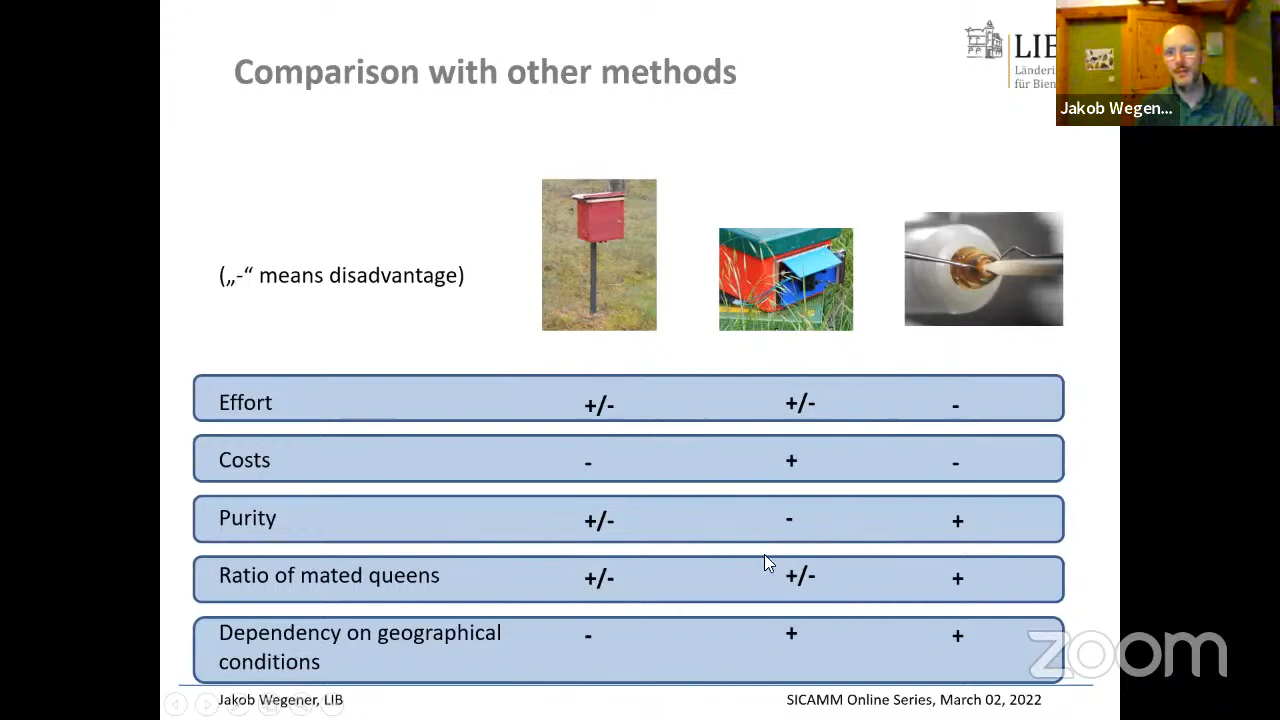 Comparison with other methods
LIB
Länderin
für Bien
Jakob Wegen...
(„-“ means disadvantage)
Effort +/- +/- -
Costs - + -
Purity +/- - +
Ratio of mated queens +/- +/- +
Dependency on geographical - + +
conditions
zoom
Jakob Wegener, LIB SICAMM Online Series, March 02, 2022